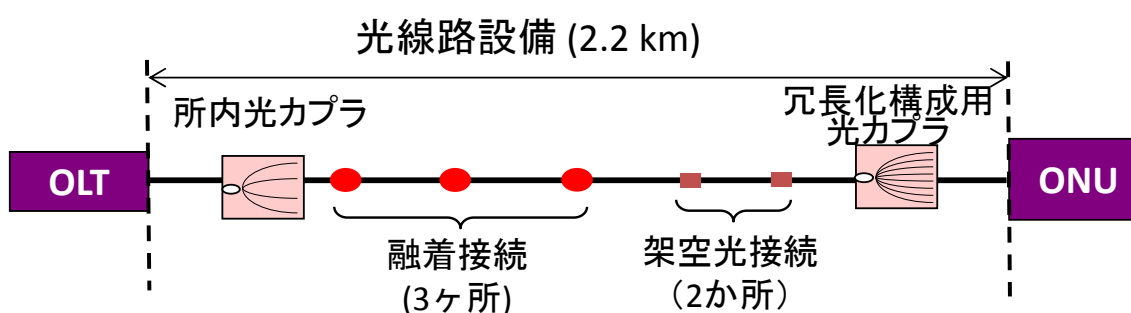 光線路設備 (2.2 km)
所内光カプラ
冗長化構成用
光カプラ
OLT
ONU
融着接続
(3ヶ所)
架空光接続
（2か所）